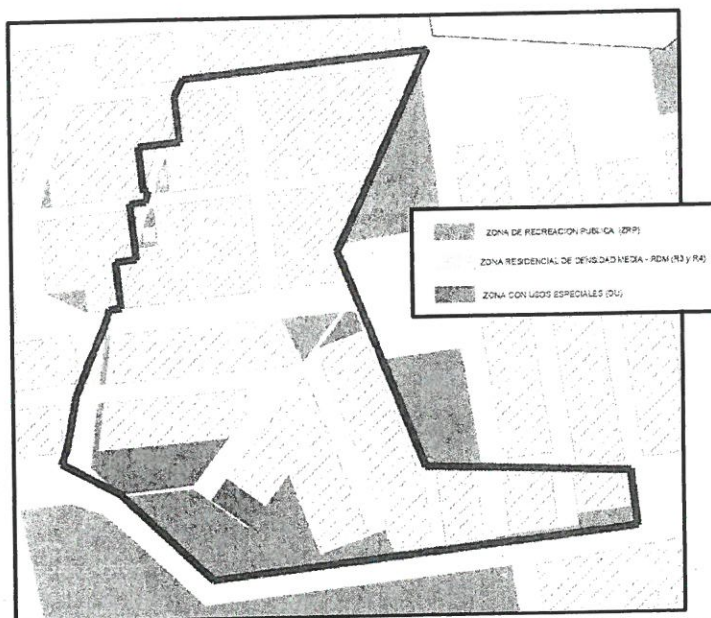 ZONA DE RECREACION PUBLICA (ZRP)
ZONA RESIDENCIAL DE DENSIDAD MEDIA - RDM (R3 y R4)
ZONA CON USOS ESPECIALES (OU)